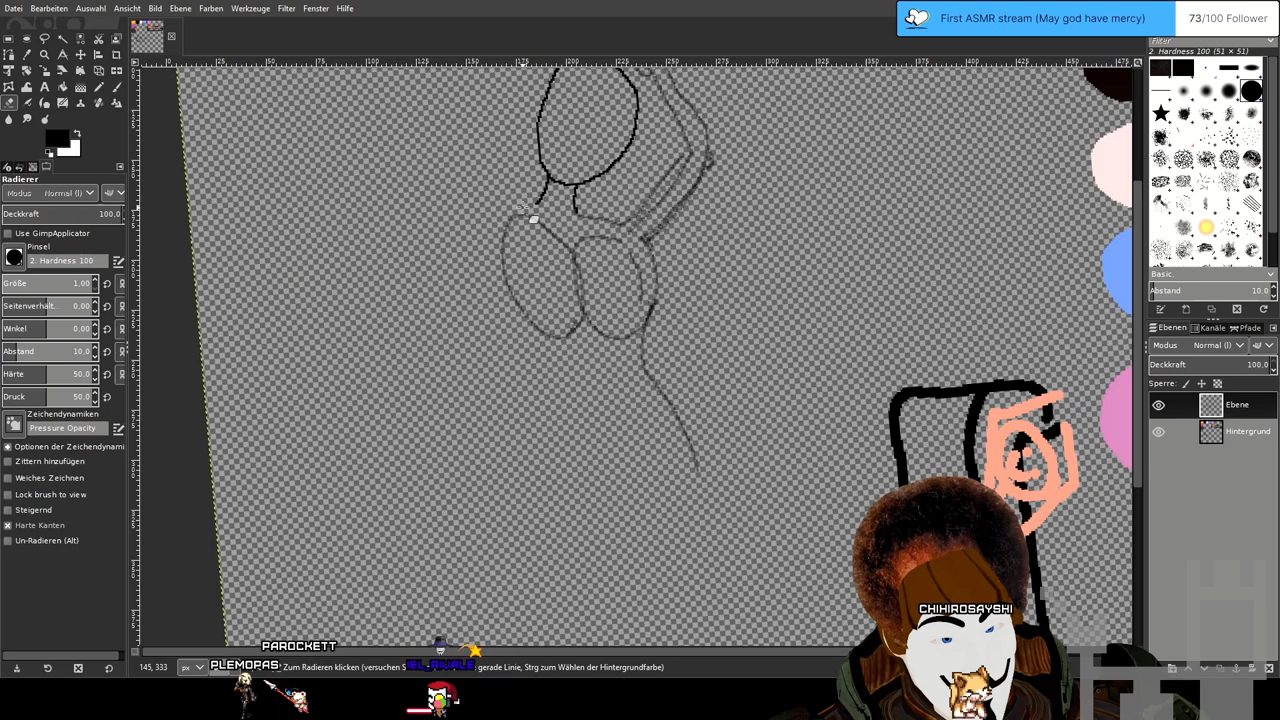 Datei Bearbeiten Auswahl Ansicht Bild Ebene Farben Werkzeuge Filter Fenster Hilfe
First ASMR stream (May god have mercy) 73/100 Follower
Filter
2. Hardness 100 (51 × 51)
Radierer
Modus Normal (l)
Deckkraft 100,0
Use GimpApplicator
Pinsel
2. Hardness 100
Größe 1,00
Seitenverhält... 0,00
Winkel 0,00
Abstand 10,0
Härte 50,0
Druck 50,0
Zeichendynamiken
Pressure Opacity
Optionen der Zeichendynami
Zittern hinzufügen
Weiches Zeichnen
Lock brush to view
Steigernd
Harte Kanten
Un-Radieren (Alt)
Basic,
Abstand 10,0
Ebenen Kanäle Pfade
Modus Normal (l)
Deckkraft 100,0
Sperre:
Ebene
Hintergrund
CHIHIROSAYSHI
PAROCKETT
PLEMOPAS
IEL_RIVALE
145, 333 px Zum Radieren klicken (versuchen S gerade Linie, Strg zum Wählen der Hintergrundfarbe)